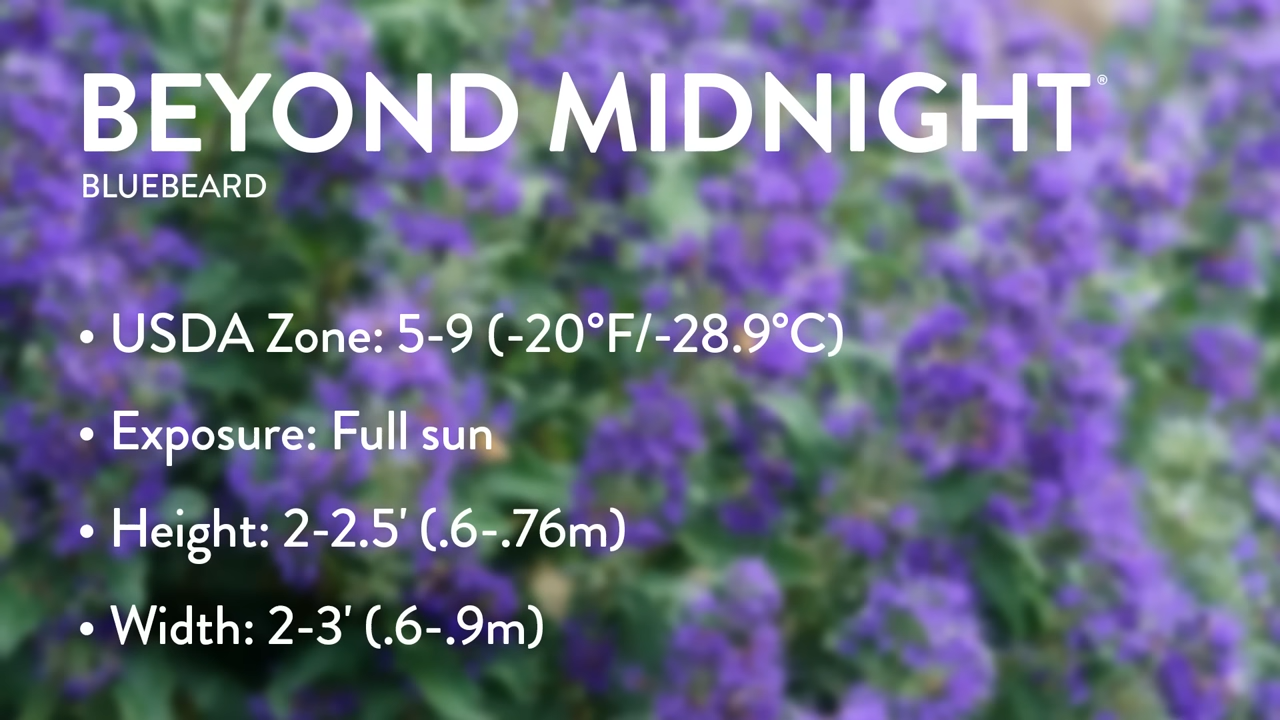 BEYOND MIDNIGHT®
BLUEBEARD
• USDA Zone: 5-9 (-20°F/-28.9°C)
• Exposure: Full sun
• Height: 2-2.5' (.6-.76m)
• Width: 2-3' (.6-.9m)